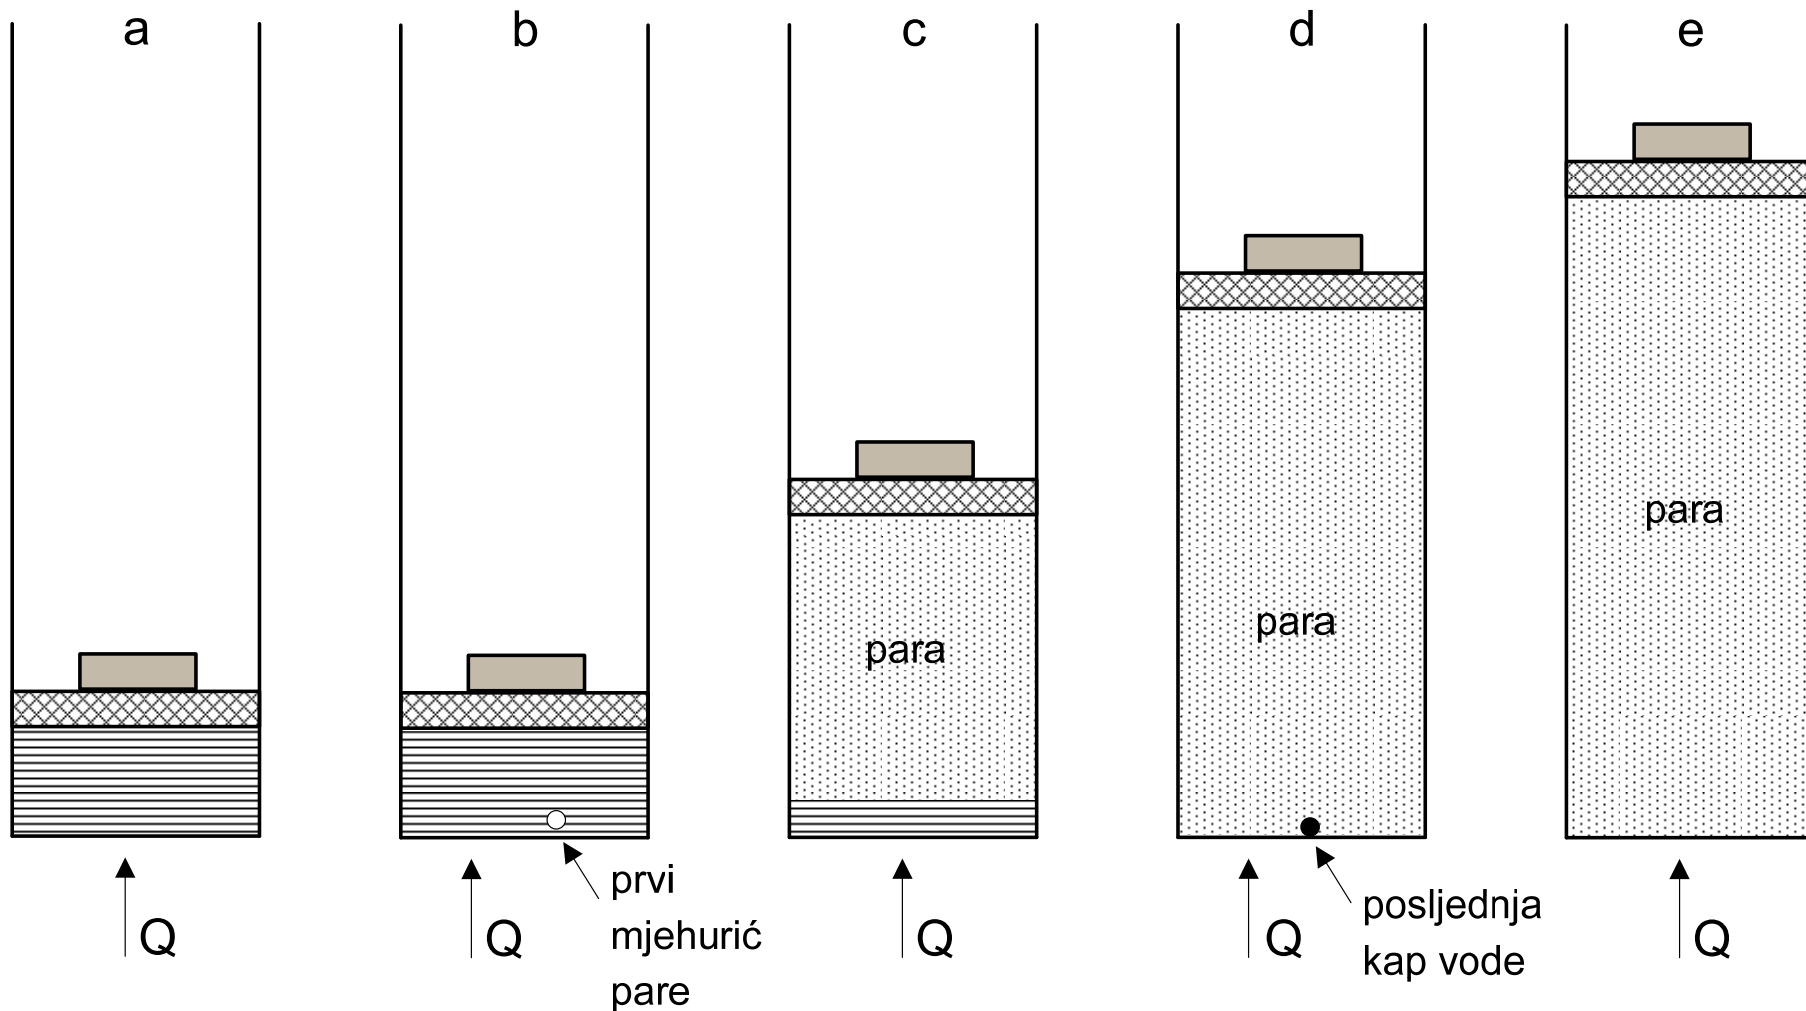 a
b
c
d
e
para
para
para
Q
Q
prvi
mjehurić
pare
Q
Q
posljednja
kap vode
Q